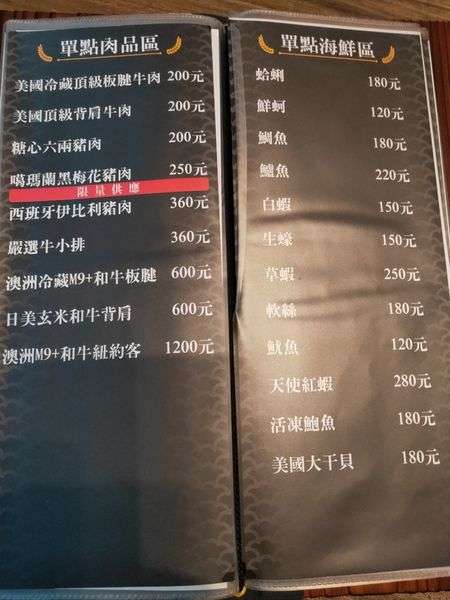 單點肉品區
美國冷藏頂級板腱牛肉 200元
美國頂級背肩牛肉 200元
糖心六兩豬肉 200元
噶瑪蘭黑梅花豬肉 250元
限量供應
西班牙伊比利豬肉 360元
嚴選牛小排 360元
澳洲冷藏M9+和牛板腱 600元
日美玄米和牛背肩 600元
澳洲M9+和牛紐約客 1200元
單點海鮮區
蛤蜊 180元
鮮蚵 120元
鯛魚 180元
鱸魚 220元
白蝦 150元
生蠔 150元
草蝦 250元
軟絲 180元
魷魚 120元
天使紅蝦 280元
活凍鮑魚 180元
美國大干貝 180元